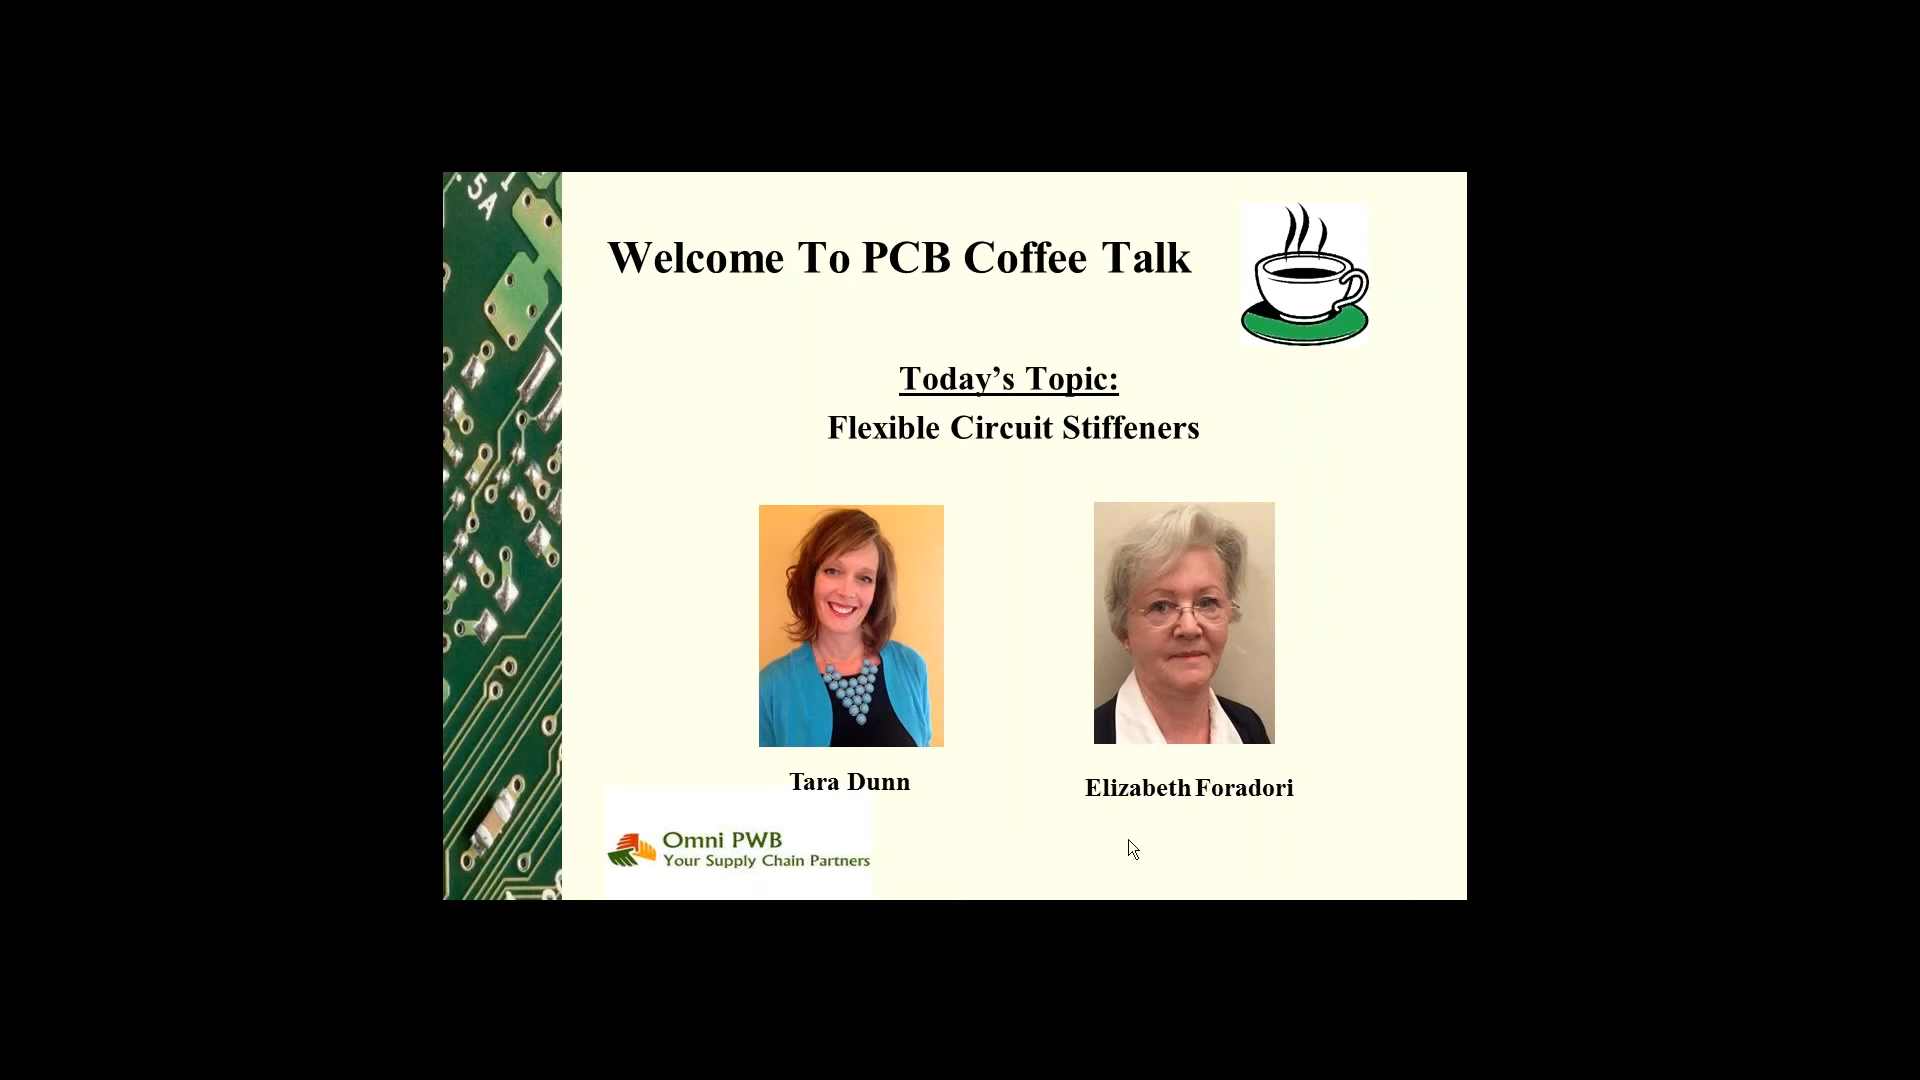 .5A
Welcome To PCB Coffee Talk
Today’s Topic:
Flexible Circuit Stiffeners
Tara Dunn
Elizabeth Foradori
Omni PWB
Your Supply Chain Partners